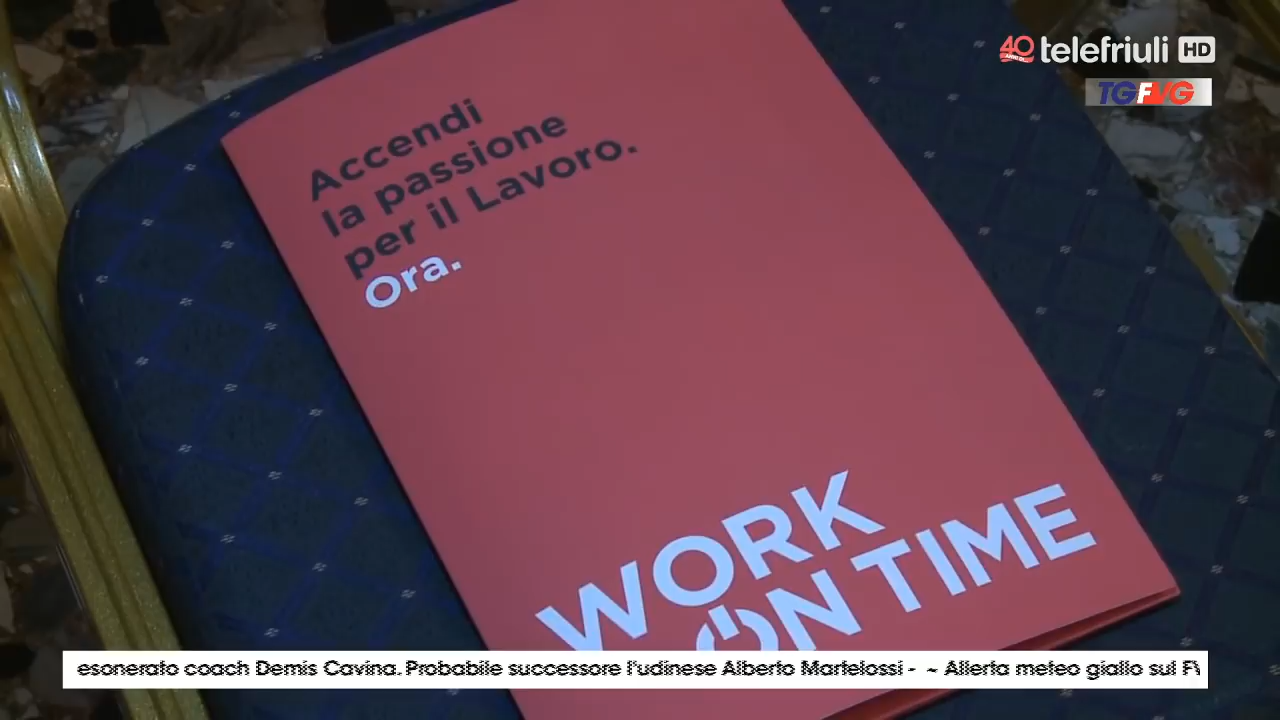 40 telefriuli HD
TGFVG
Accendi
la passione
per il Lavoro.
Ora.
WORK
ON TIME
esonerato coach Demis Cavina. Probabile successore l'udinese Alberto Martelossi - ~ Allerta meteo giallo sul